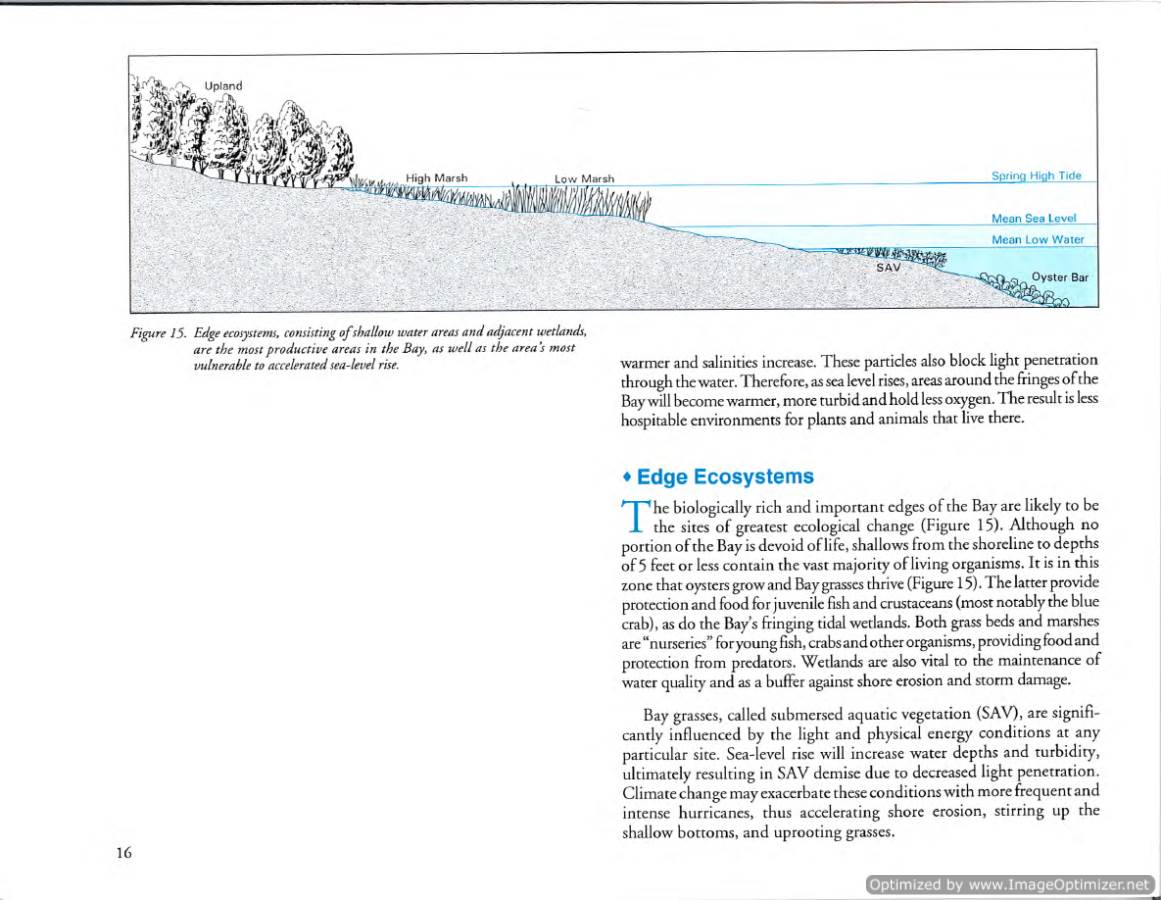 Upland
High Marsh
Low Marsh
Spring High Tide
Mean Sea Level
Mean Low Water
SAV
Oyster Bar
Figure 15. Edge ecosystems, consisting of shallow water areas and adjacent wetlands,
are the most productive areas in the Bay, as well as the area's most
vulnerable to accelerated sea-level rise.
warmer and salinities increase. These particles also block light penetration
through the water. Therefore, as sea level rises, areas around the fringes of the
Bay will become warmer, more turbid and hold less oxygen. The result is less
hospitable environments for plants and animals that live there.
♦ Edge Ecosystems
The biologically rich and important edges of the Bay are likely to be
the sites of greatest ecological change (Figure 15). Although no
portion of the Bay is devoid of life, shallows from the shoreline to depths
of 5 feet or less contain the vast majority of living organisms. It is in this
zone that oysters grow and Bay grasses thrive (Figure 15). The latter provide
protection and food for juvenile fish and crustaceans (most notably the blue
crab), as do the Bay's fringing tidal wetlands. Both grass beds and marshes
are "nurseries" for young fish, crabs and other organisms, providing food and
protection from predators. Wetlands are also vital to the maintenance of
water quality and as a buffer against shore erosion and storm damage.
Bay grasses, called submersed aquatic vegetation (SAV), are signifi-
cantly influenced by the light and physical energy conditions at any
particular site. Sea-level rise will increase water depths and turbidity,
ultimately resulting in SAV demise due to decreased light penetration.
Climate change may exacerbate these conditions with more frequent and
intense hurricanes, thus accelerating shore erosion, stirring up the
shallow bottoms, and uprooting grasses.
16
Optimized by www.ImageOptimizer.net